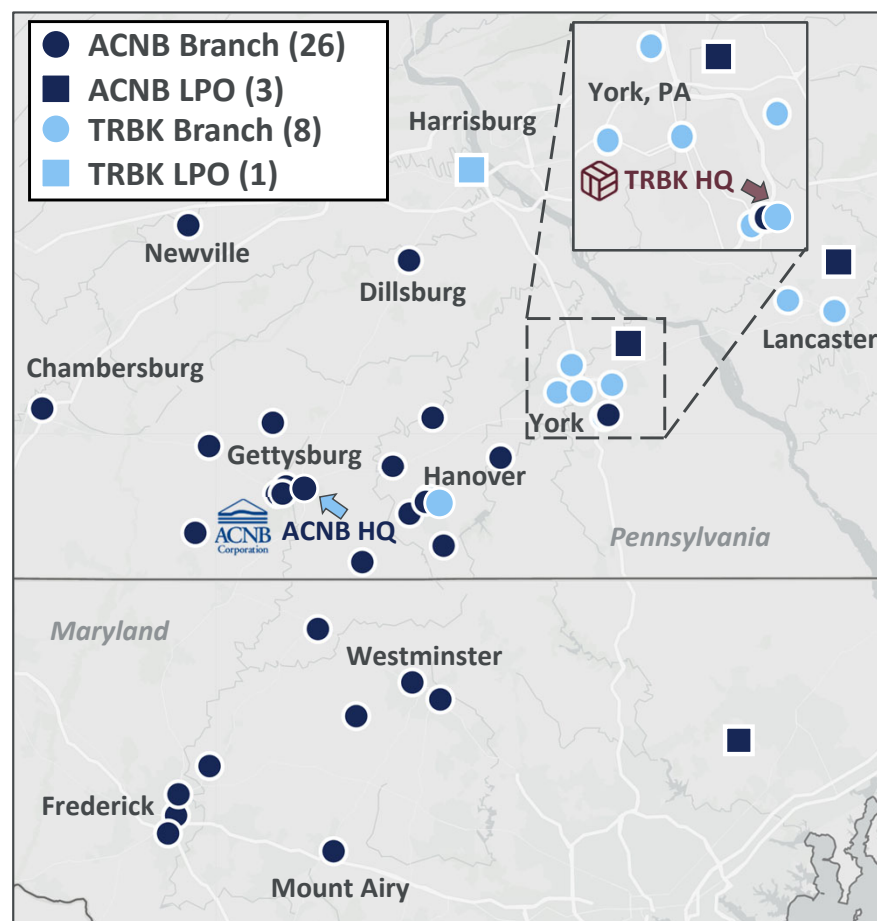 ACNB Branch (26)
ACNB LPO (3)
TRBK Branch (8)
TRBK LPO (1)
York, PA
TRBK HQ
Harrisburg
Newville
Dillsburg
Lancaster
Chambersburg
York
Gettysburg
Hanover
ACNB HQ
ACNB
Corporation
Pennsylvania
Maryland
Westminster
Frederick
Mount Airy